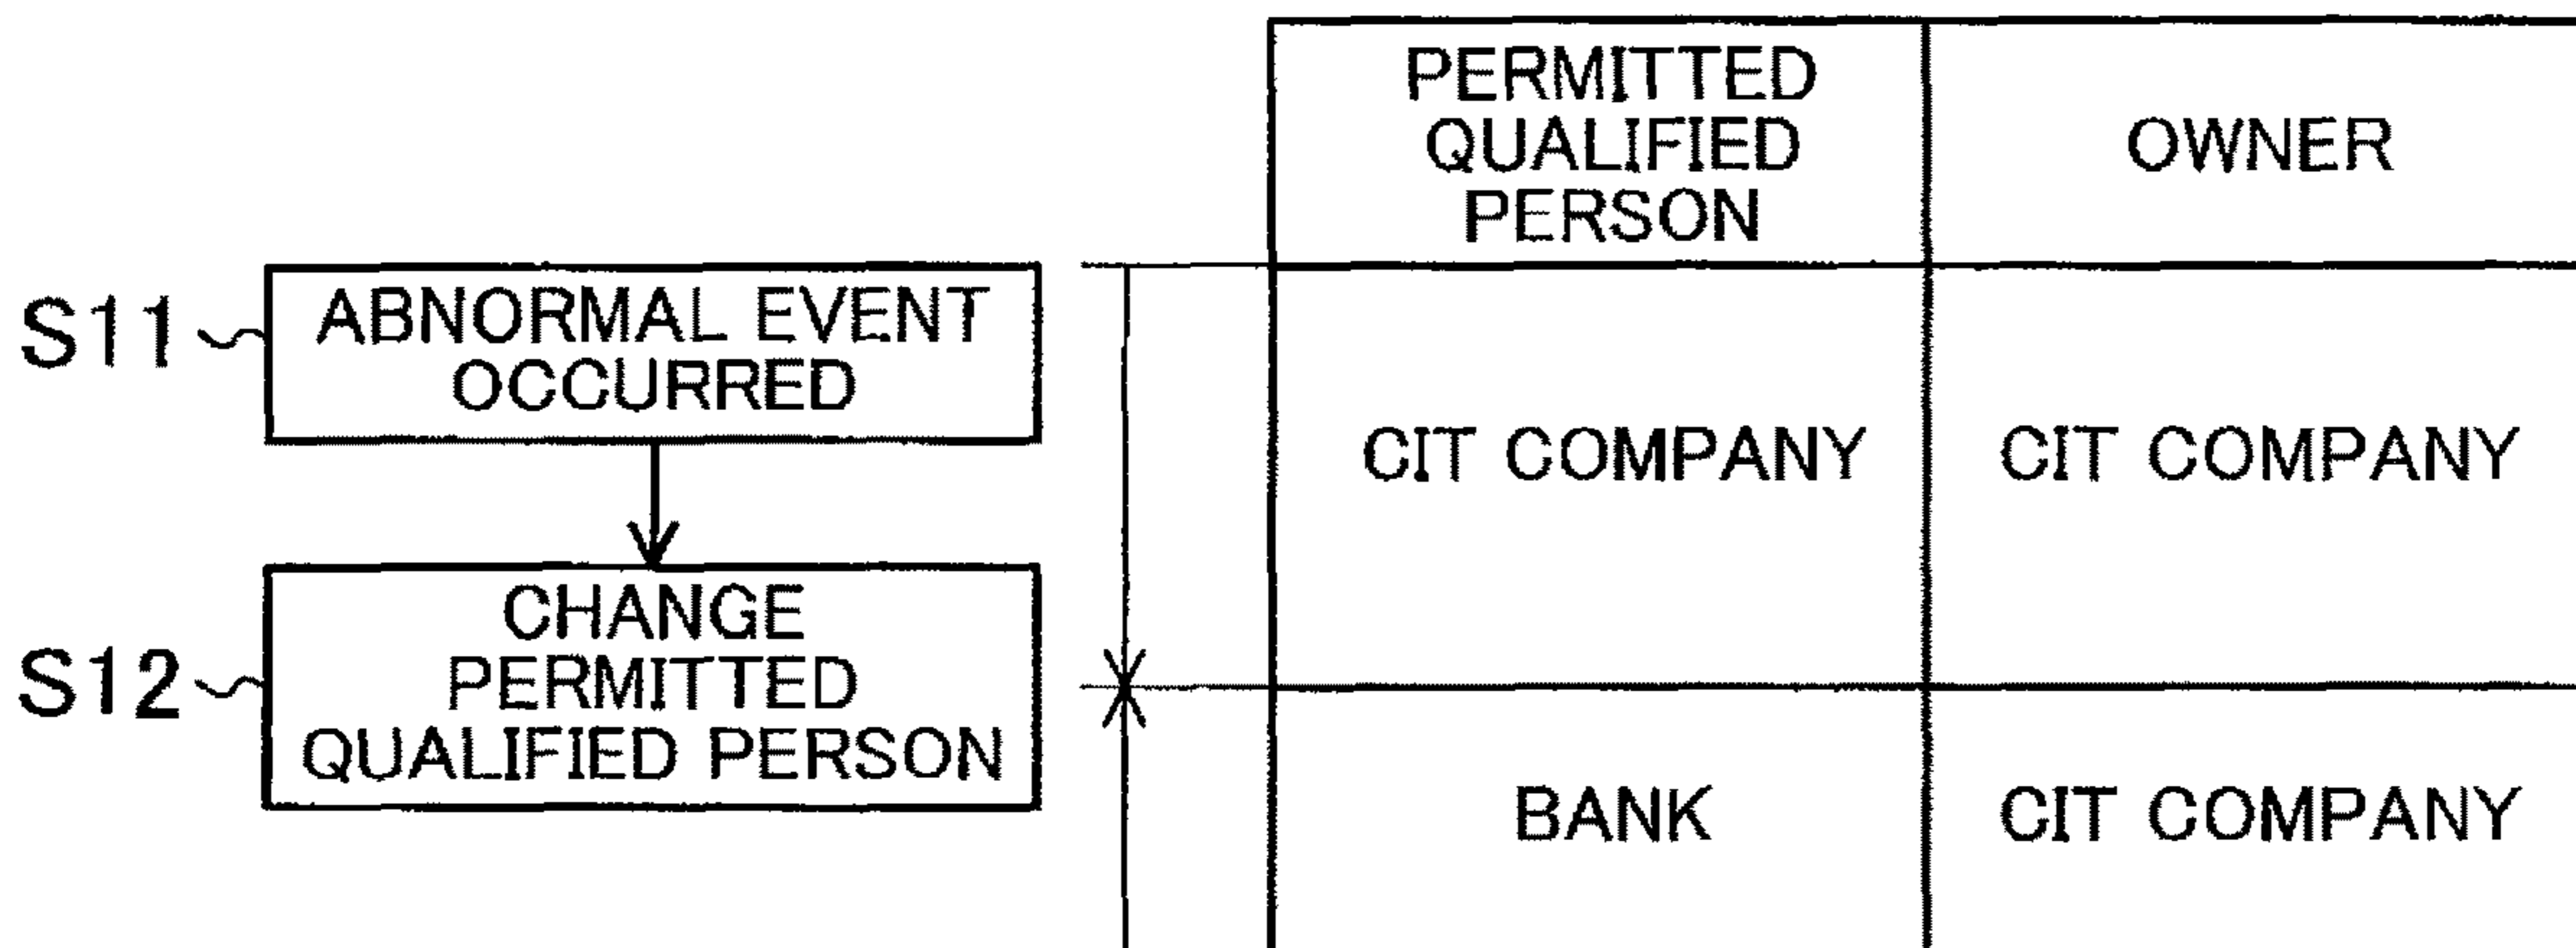 PERMITTED
QUALIFIED
PERSON
OWNER
S11
ABNORMAL EVENT
OCCURRED
CIT COMPANY
CIT COMPANY
S12
CHANGE
PERMITTED
QUALIFIED PERSON
BANK
CIT COMPANY